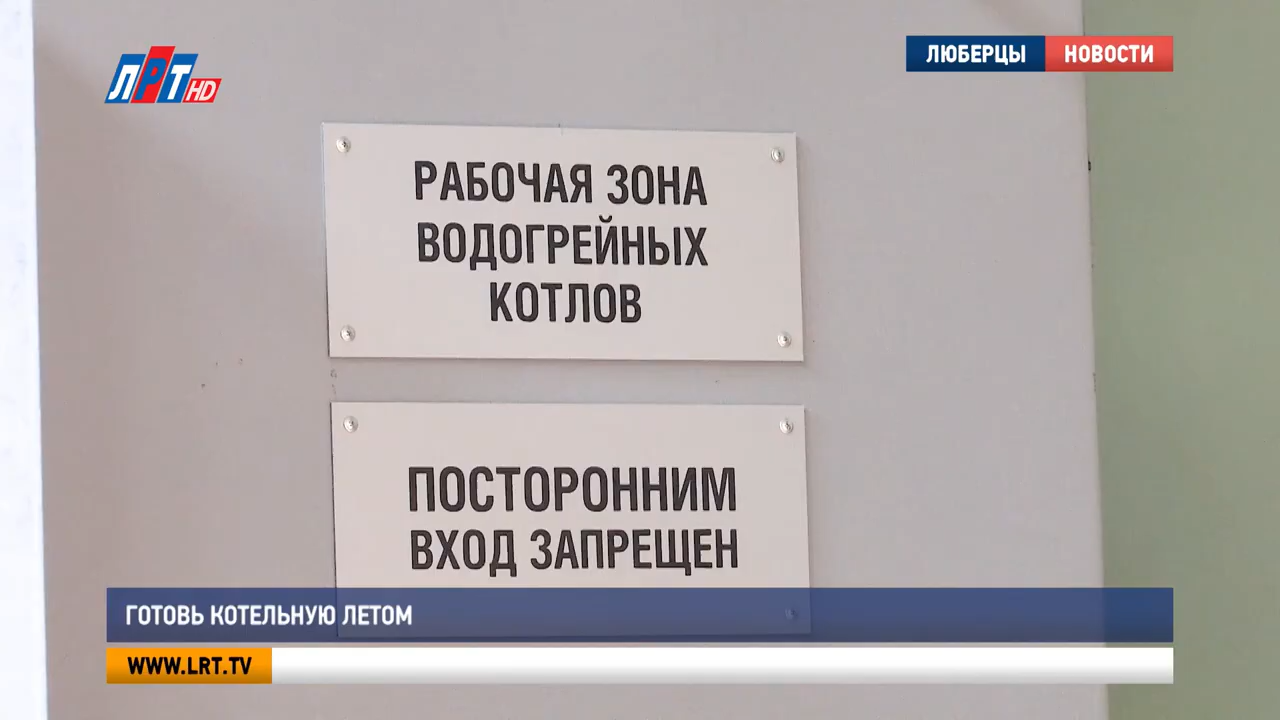 ЛРТ HD
ЛЮБЕРЦЫ НОВОСТИ
РАБОЧАЯ ЗОНА
ВОДОГРЕЙНЫХ
КОТЛОВ
ПОСТОРОННИМ
ВХОД ЗАПРЕЩЕН
ГОТОВЬ КОТЕЛЬНУЮ ЛЕТОМ
WWW.LRT.TV